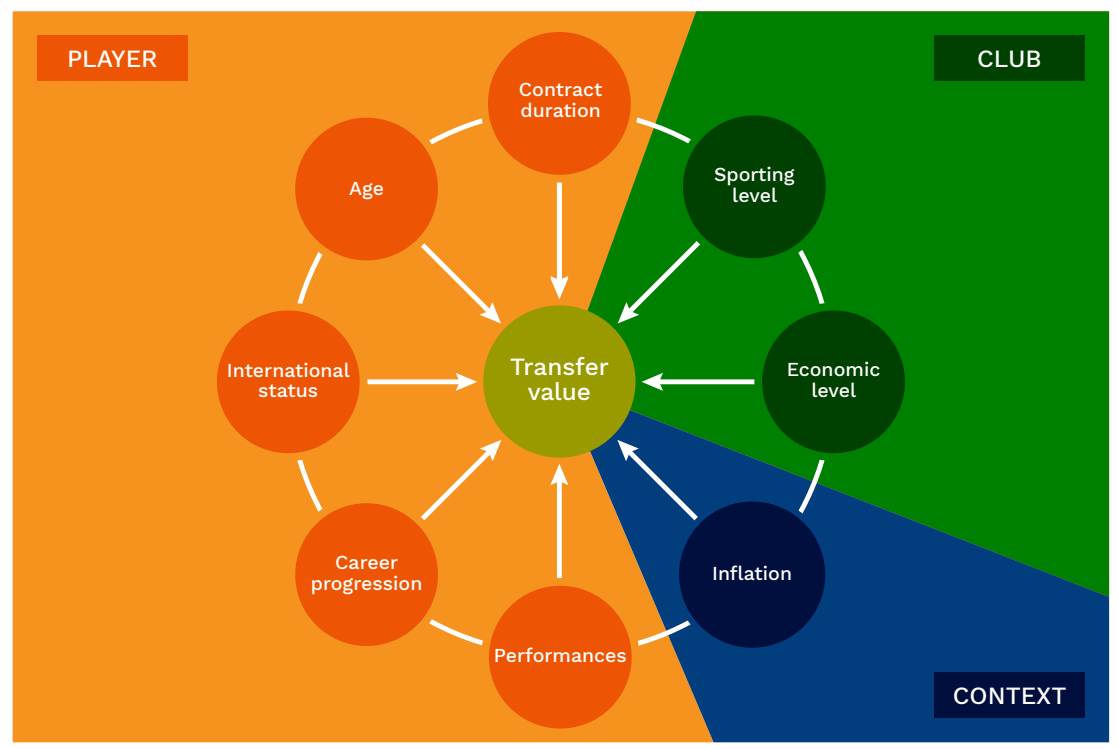 PLAYER
CLUB
Contract
duration
Age
Sporting
level
International
status
Transfer
value
Economic
level
Career
progression
Inflation
Performances
CONTEXT